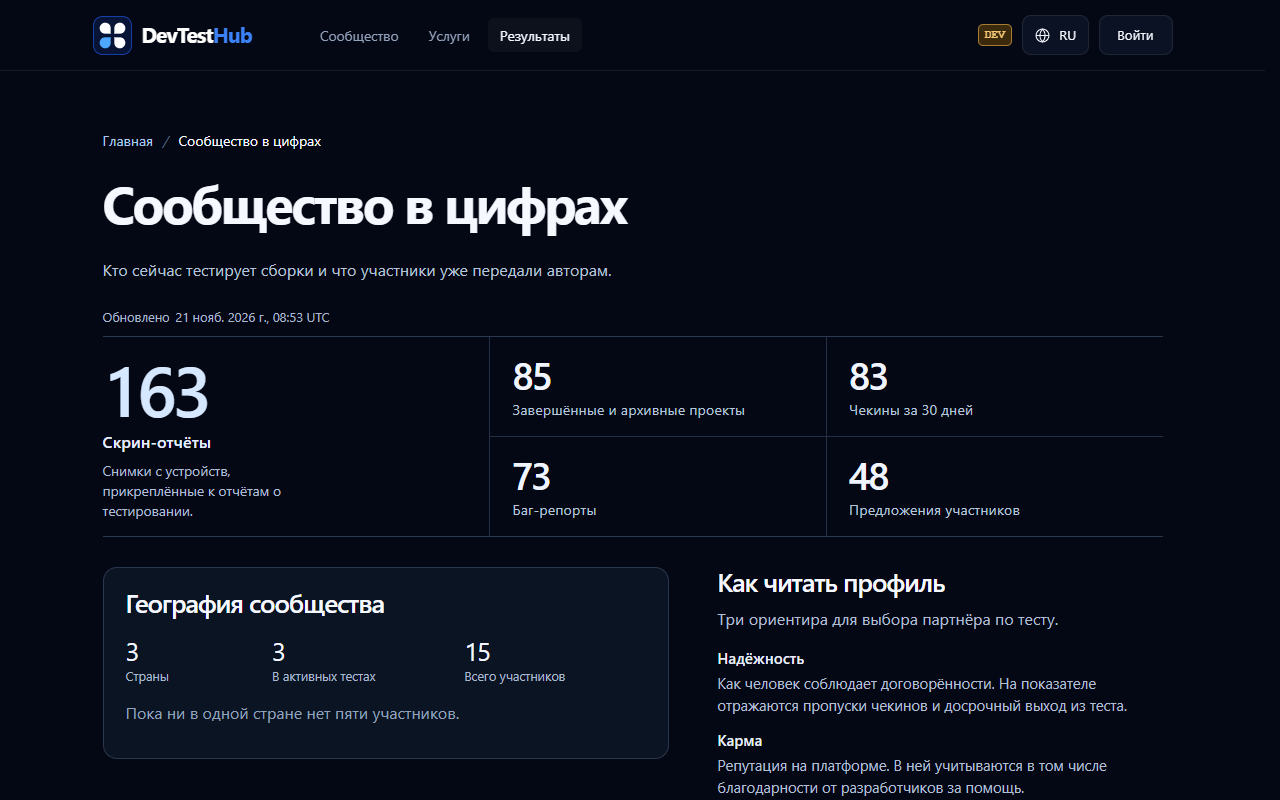 DevTestHub
Сообщество
Услуги
Результаты
DEV
RU
Войти
Главная / Сообщество в цифрах
Сообщество в цифрах
Кто сейчас тестирует сборки и что участники уже передали авторам.
Обновлено 21 нояб. 2026 г., 08:53 UTC
163
Скрин-отчёты
Снимки с устройств,
прикреплённые к отчётам о
тестировании.
85
Завершённые и архивные проекты
83
Чекины за 30 дней
73
Баг-репорты
48
Предложения участников
География сообщества
3
Страны
3
В активных тестах
15
Всего участников
Пока ни в одной стране нет пяти участников.
Как читать профиль
Три ориентира для выбора партнёра по тесту.
Надёжность
Как человек соблюдает договорённости. На показателе
отражаются пропуски чекинов и досрочный выход из теста.
Карма
Репутация на платформе. В ней учитываются в том числе
благодарности от разработчиков за помощь.